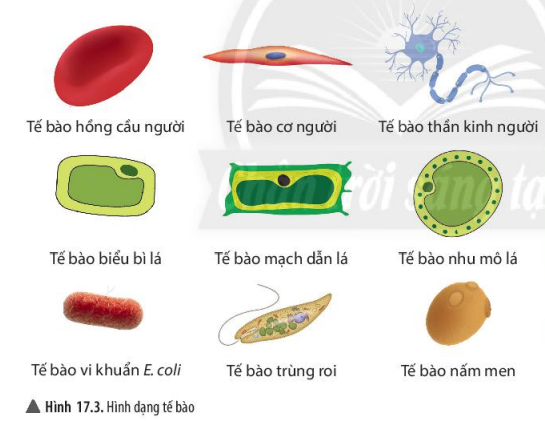 Tế bào hồng cầu người
Tế bào cơ người
Tế bào thần kinh người
Tế bào biểu bì lá
Tế bào mạch dẫn lá
Tế bào nhu mô lá
Tế bào vi khuẩn E. coli
Tế bào trùng roi
Tế bào nấm men
▲ Hình 17.3. Hình dạng tế bào